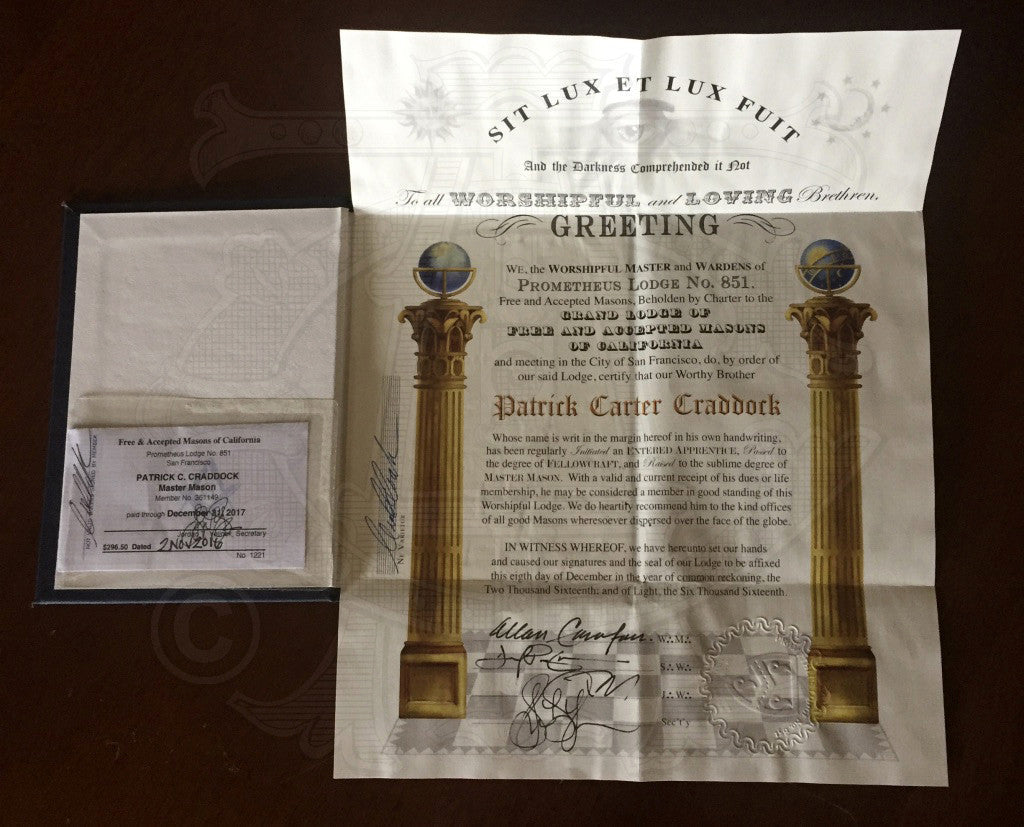 SIT LUX ET LUX FUIT
And the Darkness Comprehended it Not
To all WORSHIPFUL and LOVING Brethren,
GREETING
WE, the WORSHIPFUL MASTER and WARDENS of
PROMETHEUS LODGE NO. 851,
Free and Accepted Masons, Beholden by Charter to the
GRAND LODGE OF
FREE AND ACCEPTED MASONS
OF CALIFORNIA
and meeting in the City of San Francisco, do, by order of
our said Lodge, certify that our Worthy Brother
Patrick Carter Craddock
Whose name is writ in the margin hereof in his own handwriting,
has been regularly Initiated an ENTERED APPRENTICE, Passed to
the degree of FELLOWCRAFT, and Raised to the sublime degree of
MASTER MASON. With a valid and current receipt of his dues or life
membership, he may be considered a member in good standing of this
Worshipful Lodge. We do heartify recommend him to the kind offices
of all good Masons wheresoever dispersed over the face of the globe.
IN WITNESS WHEREOF, we have hereunto set our hands
and caused our signatures and the seal of our Lodge to be affixed
this eigth day of December in the year of common reckoning, the
Two Thousand Sixteenth; and of Light, the Six Thousand Sixteenth.
W∴M∴
S∴W∴
J∴W∴
Sec'ty
NE VARIETUR
Free & Accepted Masons of California
Prometheus Lodge No. 851
San Francisco
PATRICK C. CRADDOCK
Master Mason
Member No.
paid through December 31, 2017
Secretary
$296.50 Dated 2 NOV 2016
No 1221
©